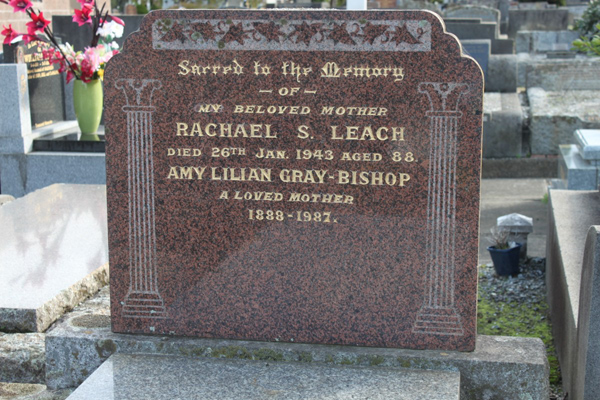 Sacred to the Memory
- OF -
MY BELOVED MOTHER
RACHAEL S. LEACH
DIED 26TH JAN. 1943 AGED 88.
AMY LILIAN GRAY-BISHOP
A LOVED MOTHER
1888-1987.